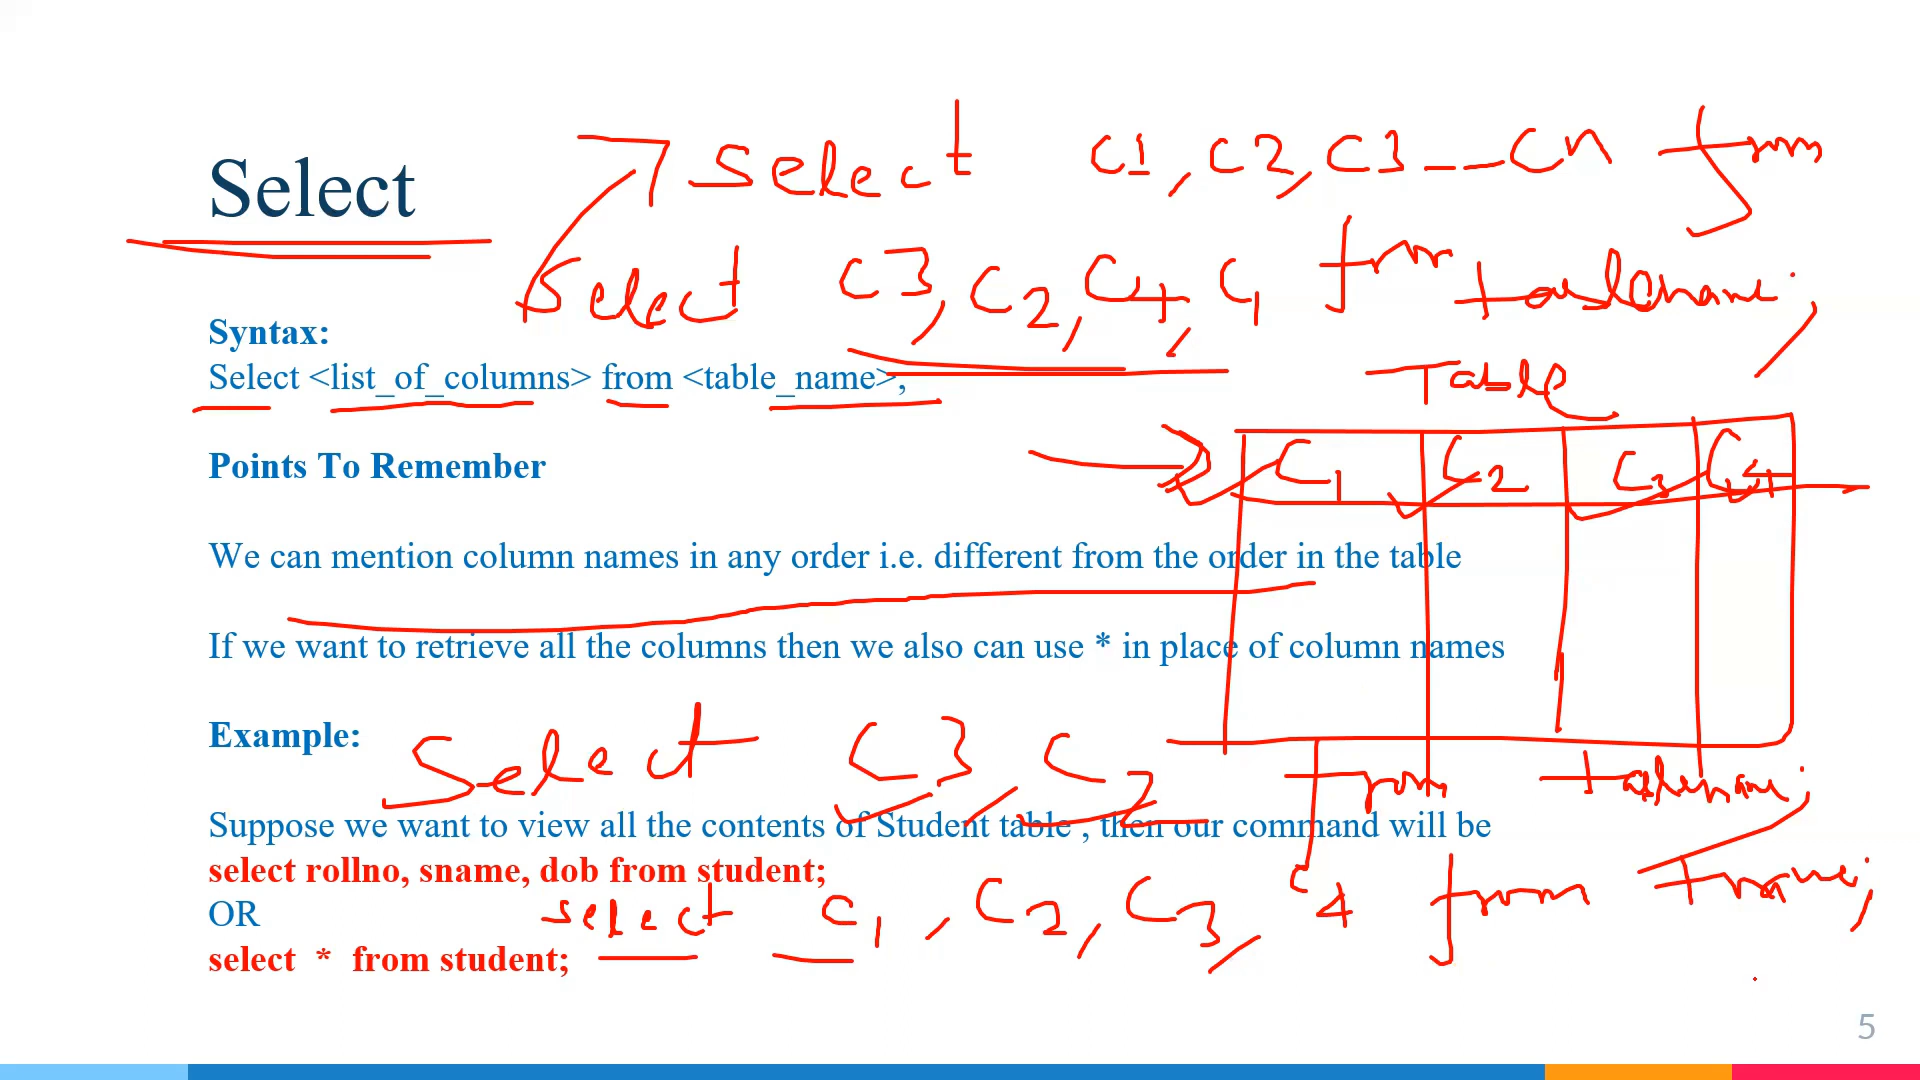 select c1, c2, c3 --- cn from
Select
select c3, c2, c4, c1 from tablename;
Syntax:
Select <list_of_columns> from <table_name>;
Table
C1 C2 C3 C4
Points To Remember
We can mention column names in any order i.e. different from the order in the table
If we want to retrieve all the columns then we also can use * in place of column names
Example:
Select C3, C2 from
Suppose we want to view all the contents of Student table , then our command will be
select rollno, sname, dob from student;
OR
select c1, c2, c3, c4 from
select * from student;
5